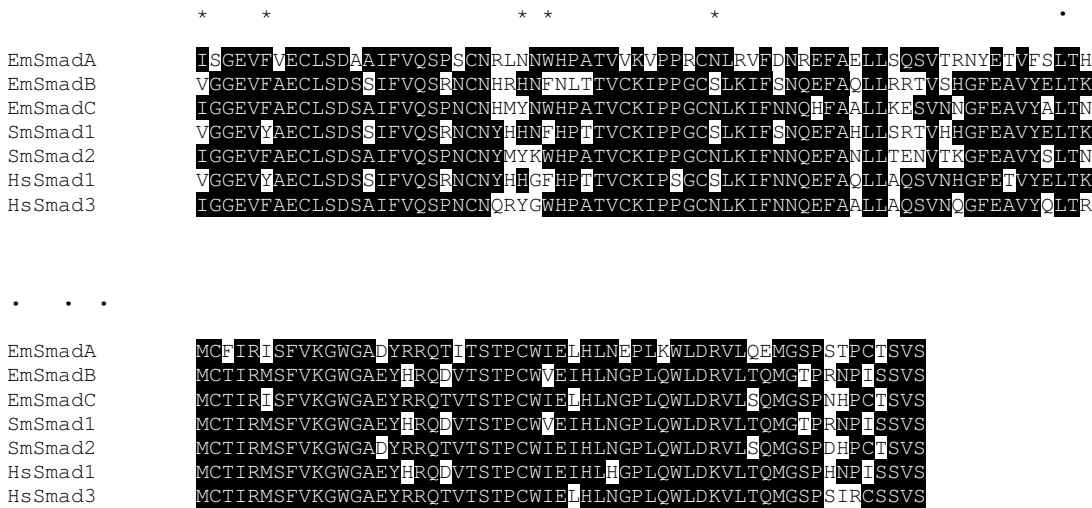 * * * * * .
EmSmadA ISGEVFVECLSDAAIFVQSPSCNRLNNWHPATVVKVPPRCNLRVFDNREFAELLSQSVTRNYETVFSLTH
EmSmadB VGGEVFAECLSDSSIFVQSRNCNHRHNFNLTTVCKIPPGCSLKIFSNQEFAQLLRRTVSHGFEAVYELTK
EmSmadC IGGEVFAECLSDSAIFVQSPNCNHMYNWHPATVCKIPPGCNLKIFNNQHFAALLKESVNNGFEAVYALTN
SmSmad1 VGGEVYAECLSDSSIFVQSRNCNYHHNFHPTTVCKIPPGCSLKIFSNQEFAHLLSRTVHHGFEAVYELTK
SmSmad2 IGGEVFAECLSDSAIFVQSPNCNYMYKWHPATVCKIPPGCNLKIFNNQEFANLLTENVTKGFEAVYSLTN
HsSmad1 VGGEVYAECLSDSSIFVQSRNCNYHHGFHPTTVCKIPSGCSLKIFNNQEFAQLLAQSVNHGFETVYELTK
HsSmad3 IGGEVFAECLSDSAIFVQSPNCNQRYGWHPATVCKIPPGCNLKIFNNQEFAALLAQSVNQGFEAVYQLTR
. . .
EmSmadA MCFIRISFVKGWGADYRRQTITSTPCWIELHLNEPLKWLDRVLQEMGSPSTPCTSVS
EmSmadB MCTIRMSFVKGWGAEYHRQDVTSTPCWVEIHLNGPLQWLDRVLTQMGTPRNPISSVS
EmSmadC MCTIRISFVKGWGAEYRRQTVTSTPCWIELHLNGPLQWLDRVLSQMGSPNHPCTSVS
SmSmad1 MCTIRMSFVKGWGAEYHRQDVTSTPCWVEIHLNGPLQWLDRVLTQMGTPRNPISSVS
SmSmad2 MCTIRMSFVKGWGADYRRQTVTSTPCWIEIHLNGPLQWLDRVLSQMGSPDHPCTSVS
HsSmad1 MCTIRMSFVKGWGAEYHRQDVTSTPCWIEIHLHGPLQWLDKVLTQMGSPHNPISSVS
HsSmad3 MCTIRMSFVKGWGAEYRRQTVTSTPCWIELHLNGPLQWLDKVLTQMGSPSIRCSSVS